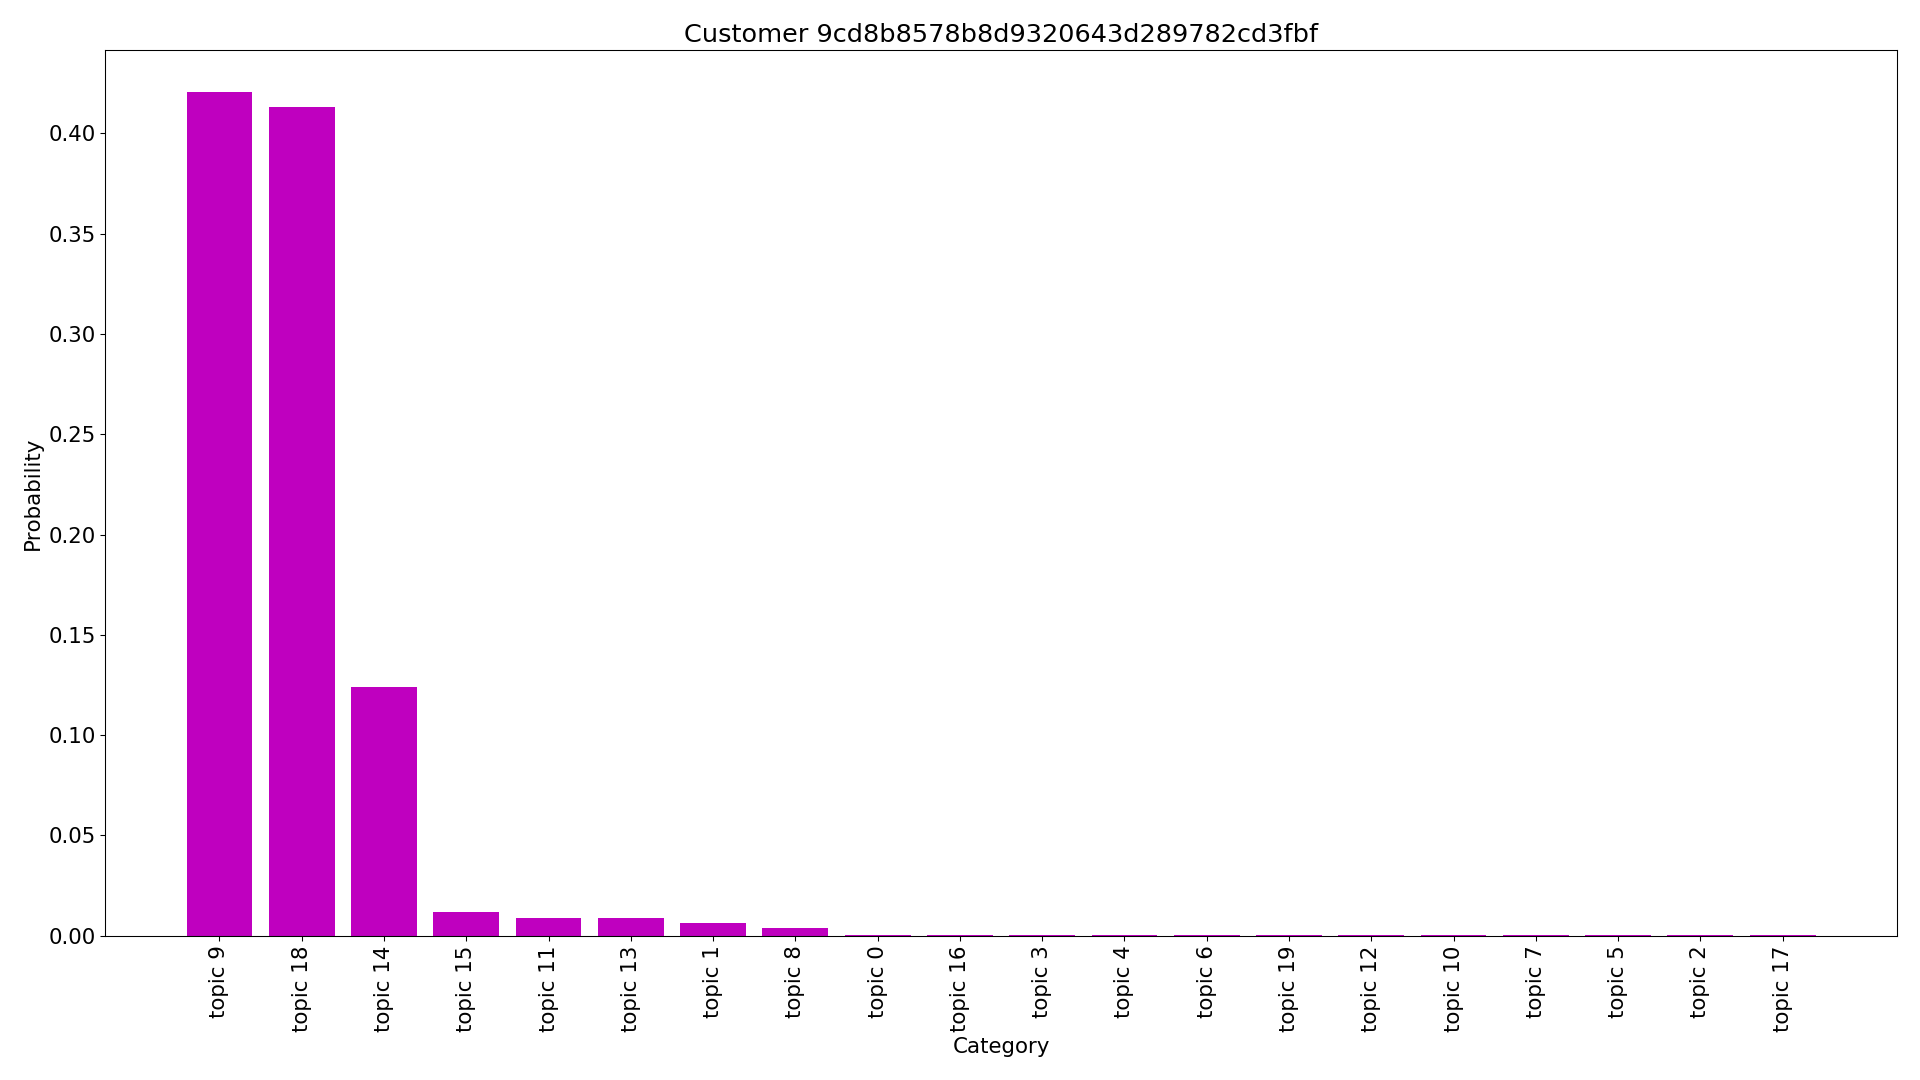 Customer 9cd8b8578b8d9320643d289782cd3fbf
Probability
0.40
0.35
0.30
0.25
0.20
0.15
0.10
0.05
0.00
topic 9
topic 18
topic 14
topic 15
topic 11
topic 13
topic 1
topic 8
topic 0
topic 16
topic 3
topic 4
topic 6
topic 19
topic 12
topic 10
topic 7
topic 5
topic 2
topic 17
Category